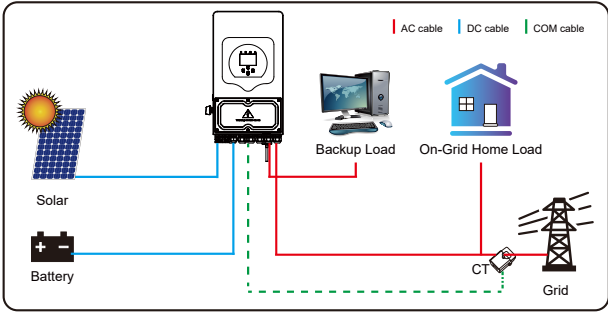 AC cable
DC cable
COM cable
Backup Load
On-Grid Home Load
Solar
Battery
CT
Grid